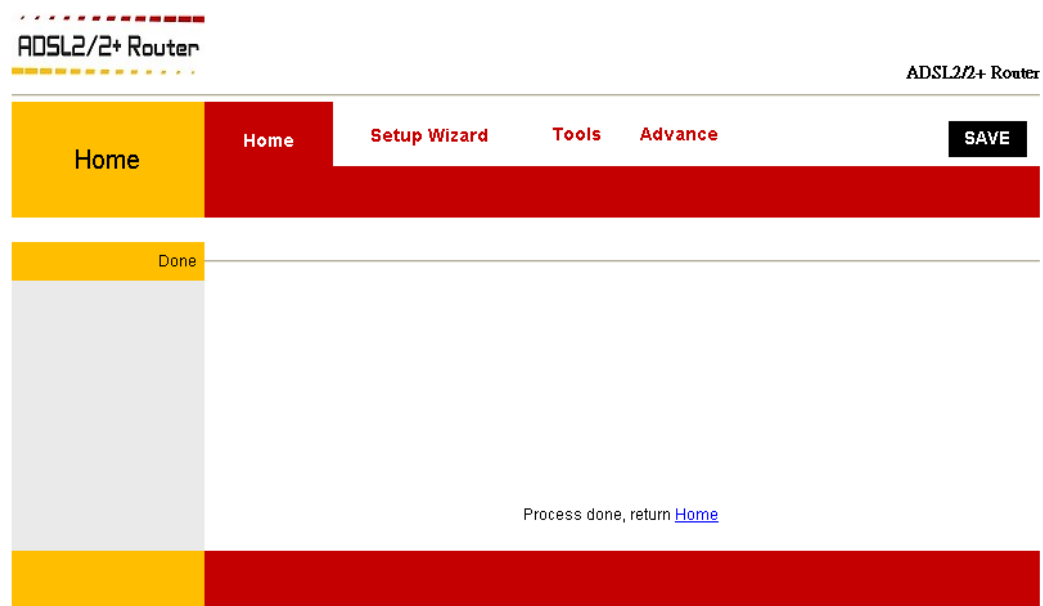 ADSL2/2+ Router
ADSL2/2+ Router
Home
Home
Setup Wizard
Tools
Advance
SAVE
Done
Process done, return Home